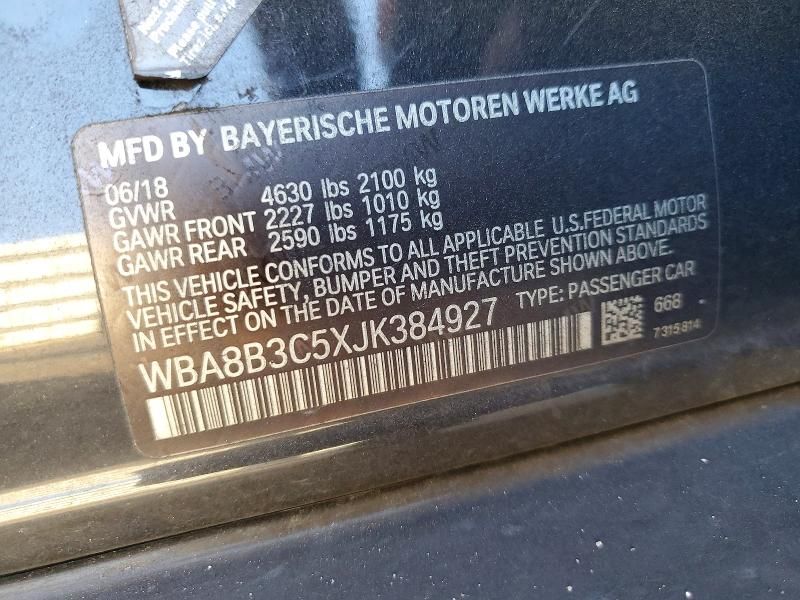 Please
MFD BY BAYERISCHE MOTOREN WERKE AG
06/18 4630 lbs 2100 kg
GVWR
GAWR FRONT 2227 lbs 1010 kg
GAWR REAR 2590 lbs 1175 kg
THIS VEHICLE CONFORMS TO ALL APPLICABLE U.S.FEDERAL MOTOR
VEHICLE SAFETY, BUMPER AND THEFT PREVENTION STANDARDS
IN EFFECT ON THE DATE OF MANUFACTURE SHOWN ABOVE.
WBA8B3C5XJK384927 TYPE: PASSENGER CAR
668
7315814